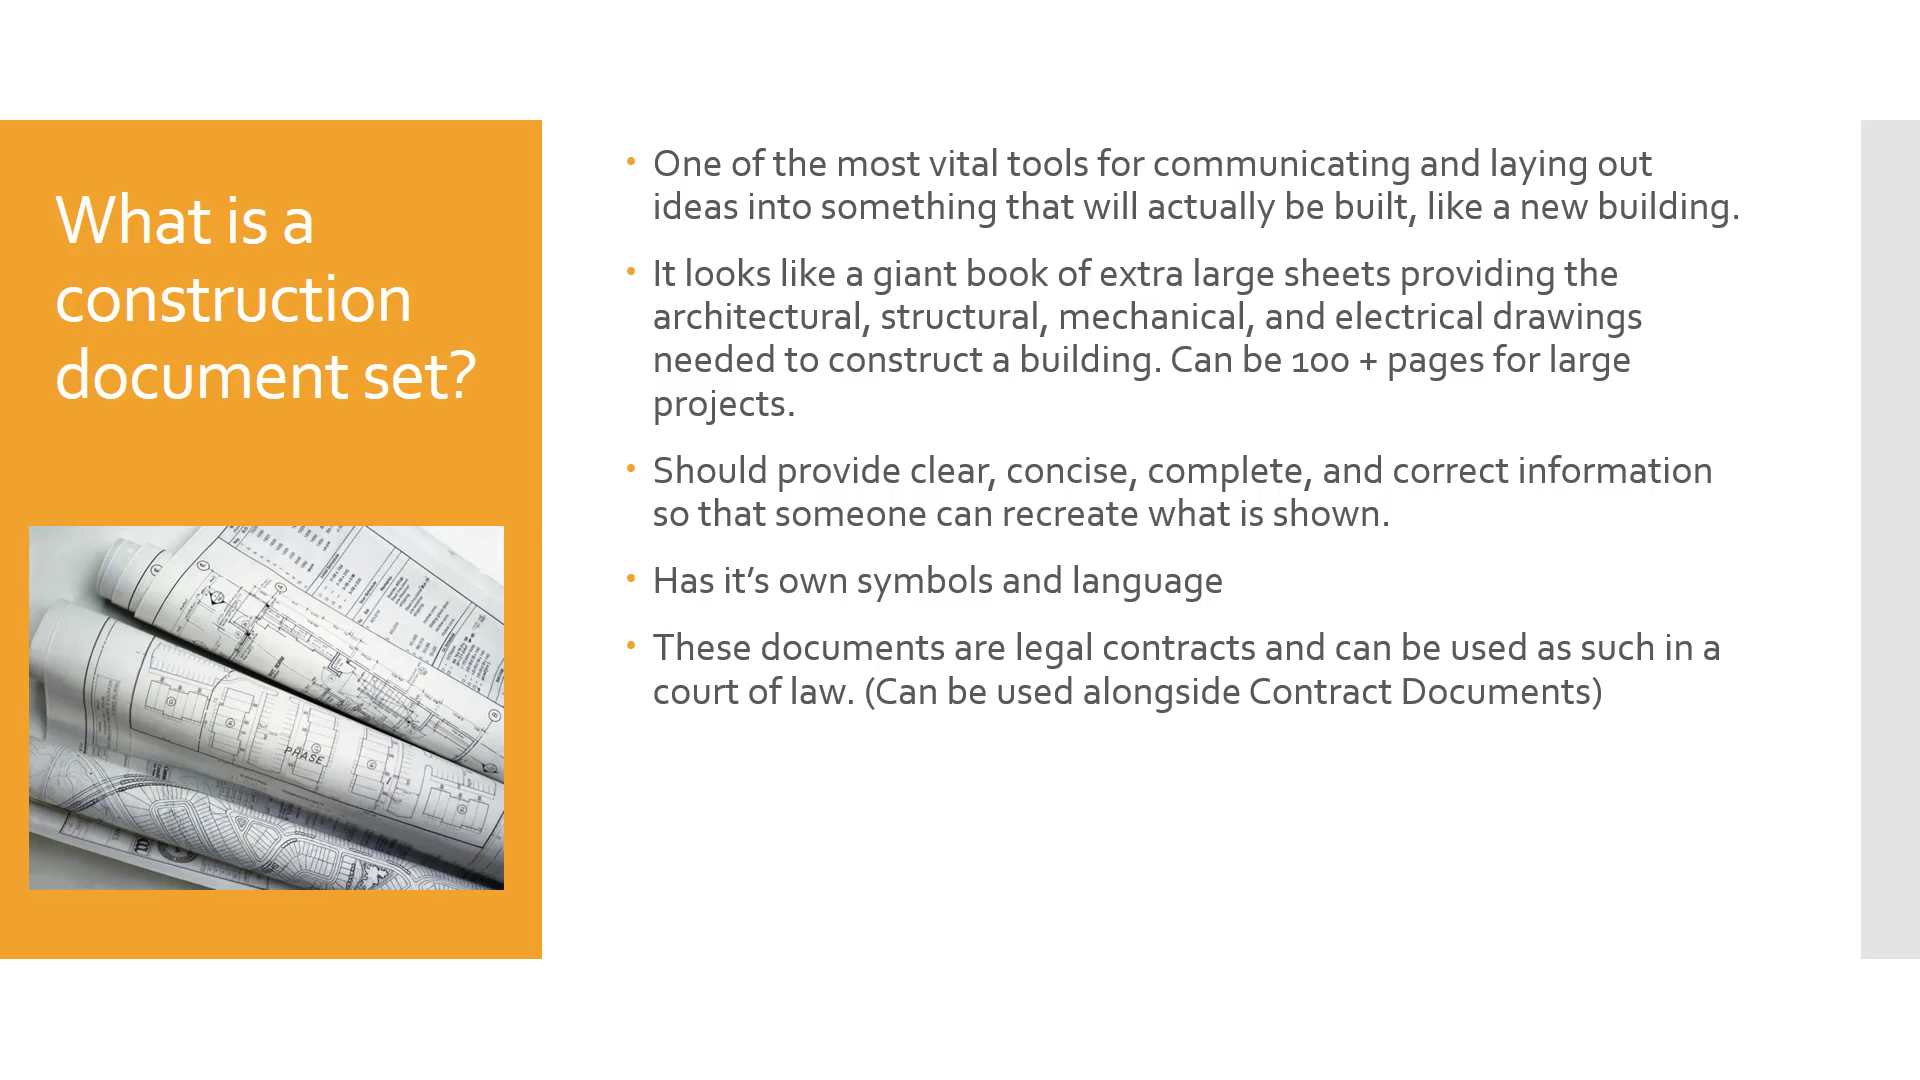 What is a
construction
document set?
• One of the most vital tools for communicating and laying out
ideas into something that will actually be built, like a new building.
• It looks like a giant book of extra large sheets providing the
architectural, structural, mechanical, and electrical drawings
needed to construct a building. Can be 100 + pages for large
projects.
• Should provide clear, concise, complete, and correct information
so that someone can recreate what is shown.
• Has it’s own symbols and language
• These documents are legal contracts and can be used as such in a
court of law. (Can be used alongside Contract Documents)
PHASE